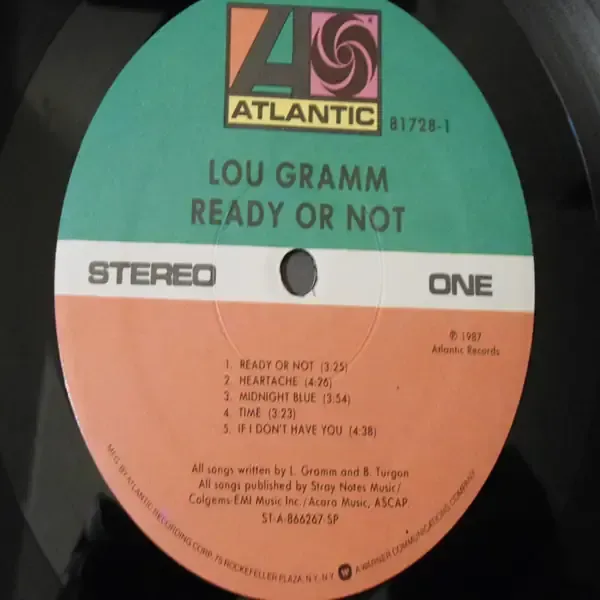 ATLANTIC
81728-1
LOU GRAMM
READY OR NOT
STEREO
ONE
℗ 1987
Atlantic Records
1. READY OR NOT (3:25)
2. HEARTACHE (4:26)
3. MIDNIGHT BLUE (3:54)
4. TIME (3:23)
5. IF I DON'T HAVE YOU (4:38)
All songs written by L. Gramm and B. Turgon
All songs published by Stray Notes Music/
Colgems-EMI Music Inc./Acara Music, ASCAP
ST-A-866267-SP
MFG. BY ATLANTIC RECORDING CORP. 75 ROCKEFELLER PLAZA, N.Y., N.Y. A WARNER COMMUNICATIONS COMPANY